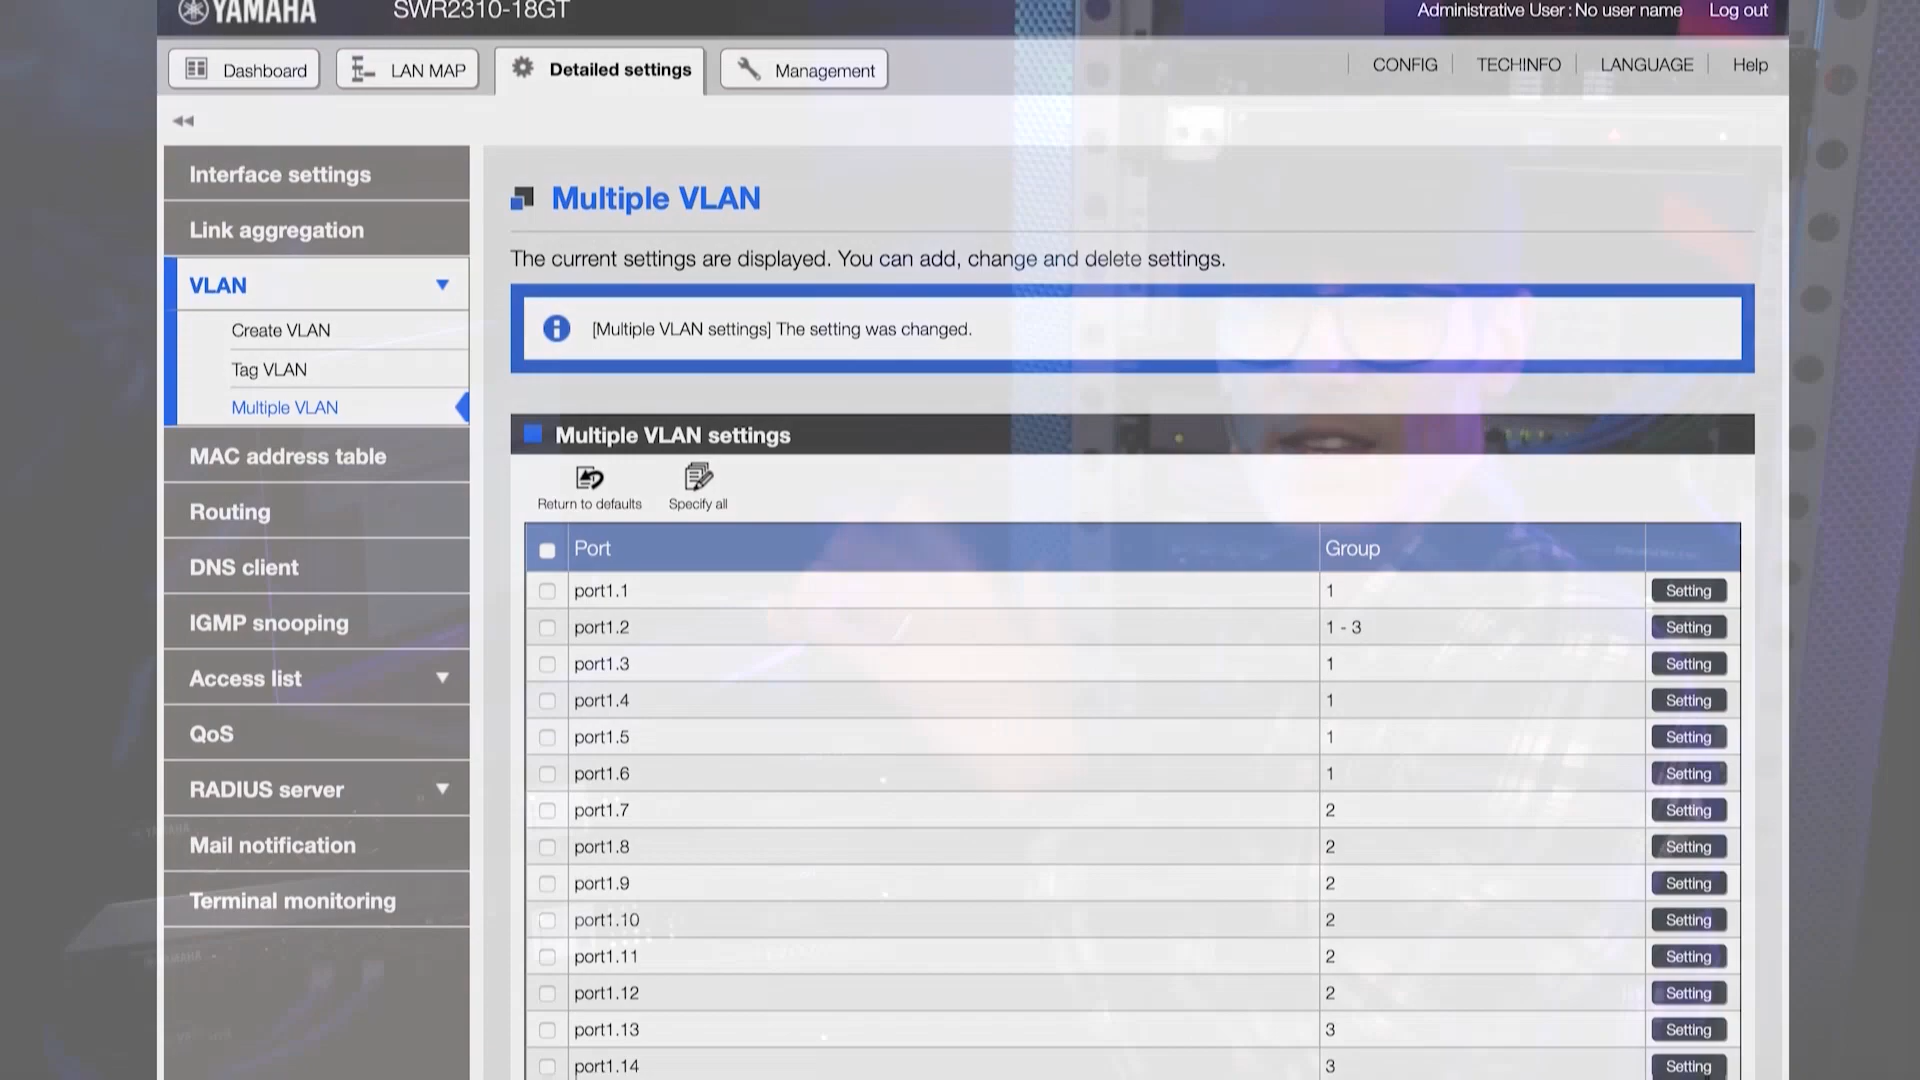 YAMAHA SWR2310-18GT Administrative User : No user name Log out
Dashboard LAN MAP Detailed settings Management CONFIG TECHINFO LANGUAGE Help
Interface settings
Link aggregation
VLAN
Create VLAN
Tag VLAN
Multiple VLAN
MAC address table
Routing
DNS client
IGMP snooping
Access list
QoS
RADIUS server
Mail notification
Terminal monitoring
Multiple VLAN
The current settings are displayed. You can add, change and delete settings.
[Multiple VLAN settings] The setting was changed.
Multiple VLAN settings
Return to defaults Specify all
Port Group
port1.1 1 Setting
port1.2 1 - 3 Setting
port1.3 1 Setting
port1.4 1 Setting
port1.5 1 Setting
port1.6 1 Setting
port1.7 2 Setting
port1.8 2 Setting
port1.9 2 Setting
port1.10 2 Setting
port1.11 2 Setting
port1.12 2 Setting
port1.13 3 Setting
port1.14 3 Setting